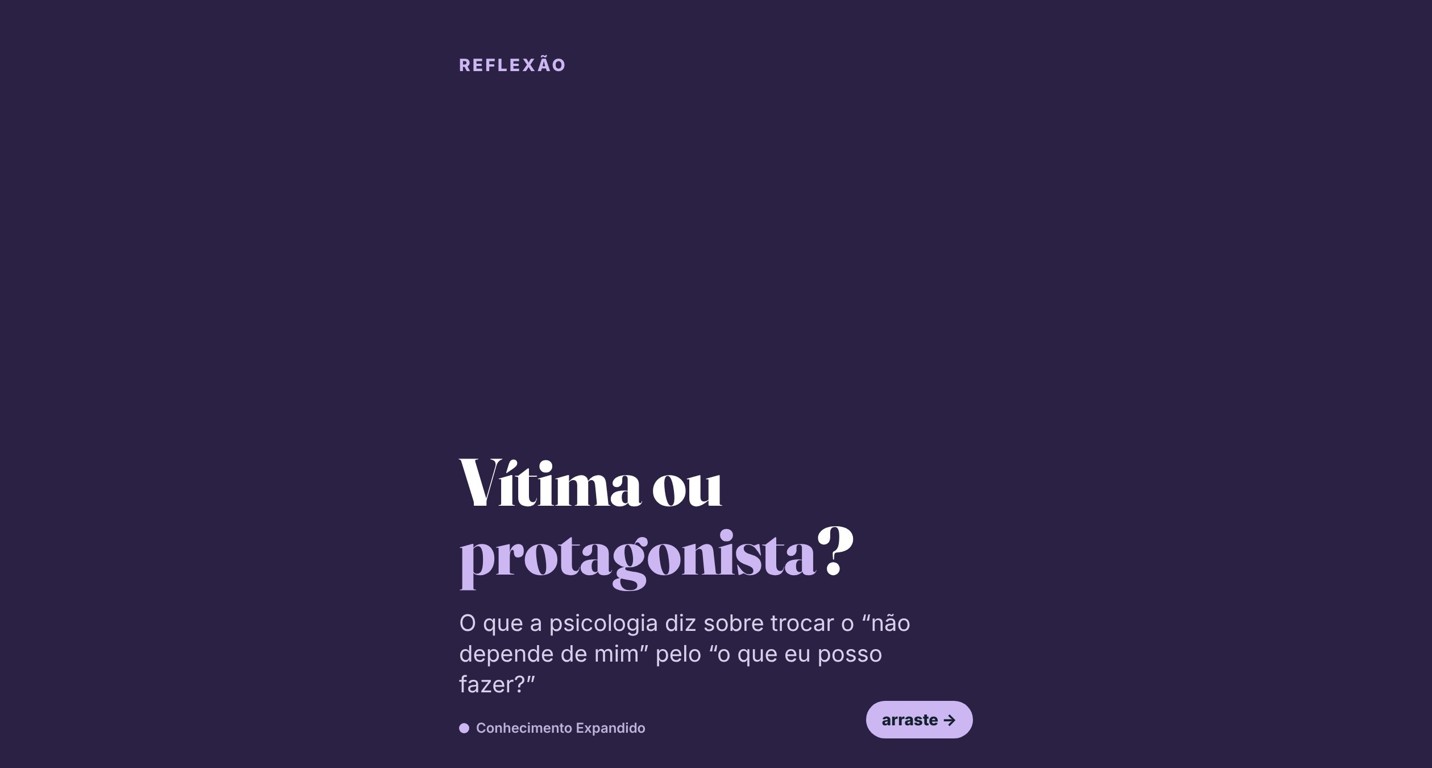 REFLEXÃO
Vítima ou
protagonista?
O que a psicologia diz sobre trocar o “não
depende de mim” pelo “o que eu posso
fazer?”
Conhecimento Expandido
arraste →